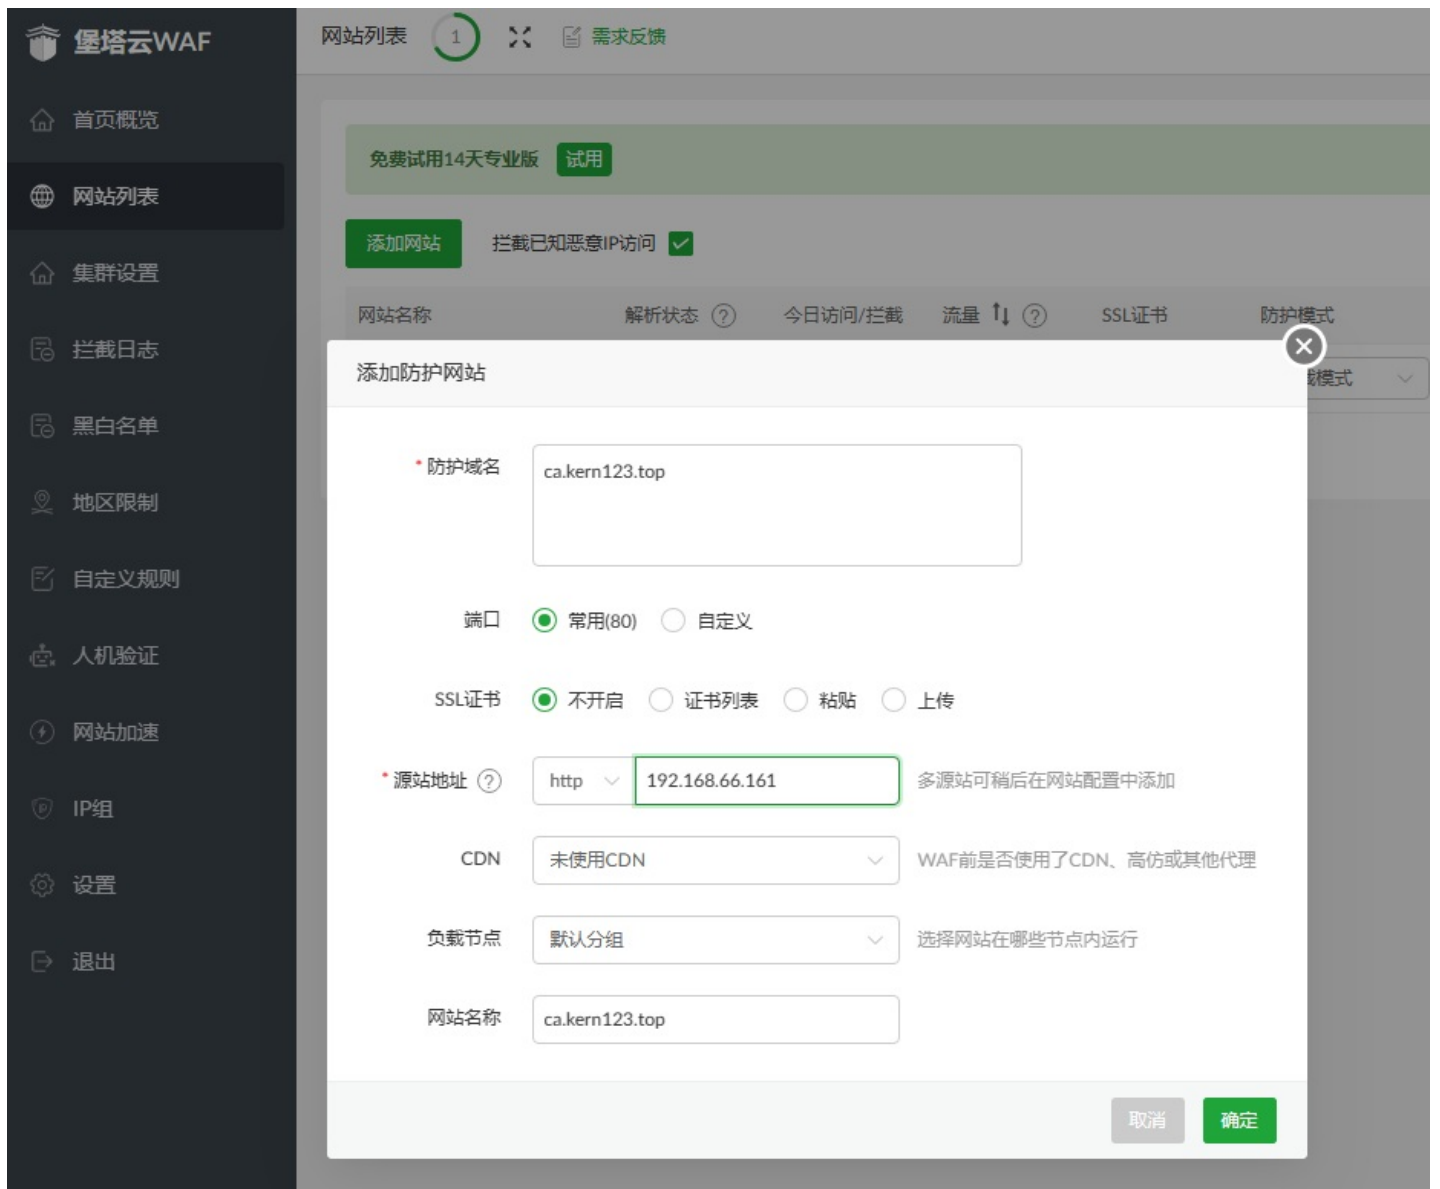 堡塔云WAF
网站列表 1 需求反馈
首页概览
网站列表
集群设置
拦截日志
黑白名单
地区限制
自定义规则
人机验证
网站加速
IP组
设置
退出
免费试用14天专业版 试用
添加网站 拦截已知恶意IP访问
网站名称 解析状态 ? 今日访问/拦截 流量 ? SSL证书 防护模式
模式
添加防护网站
* 防护域名 ca.kern123.top
端口 常用(80) 自定义
SSL证书 不开启 证书列表 粘贴 上传
* 源站地址 ? http 192.168.66.161 多源站可稍后在网站配置中添加
CDN 未使用CDN WAF前是否使用了CDN、高仿或其他代理
负载节点 默认分组 选择网站在哪些节点内运行
网站名称 ca.kern123.top
取消 确定